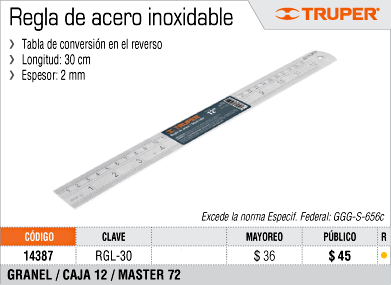 Regla de acero inoxidable
TRUPER®
Tabla de conversión en el reverso
Longitud: 30 cm
Espesor: 2 mm
TRUPER
12"
Excede la norma Especif. Federal: GGG-S-656c
CÓDIGO CLAVE MAYOREO PÚBLICO R
14387 RGL-30 $ 36 $ 45
GRANEL / CAJA 12 / MASTER 72